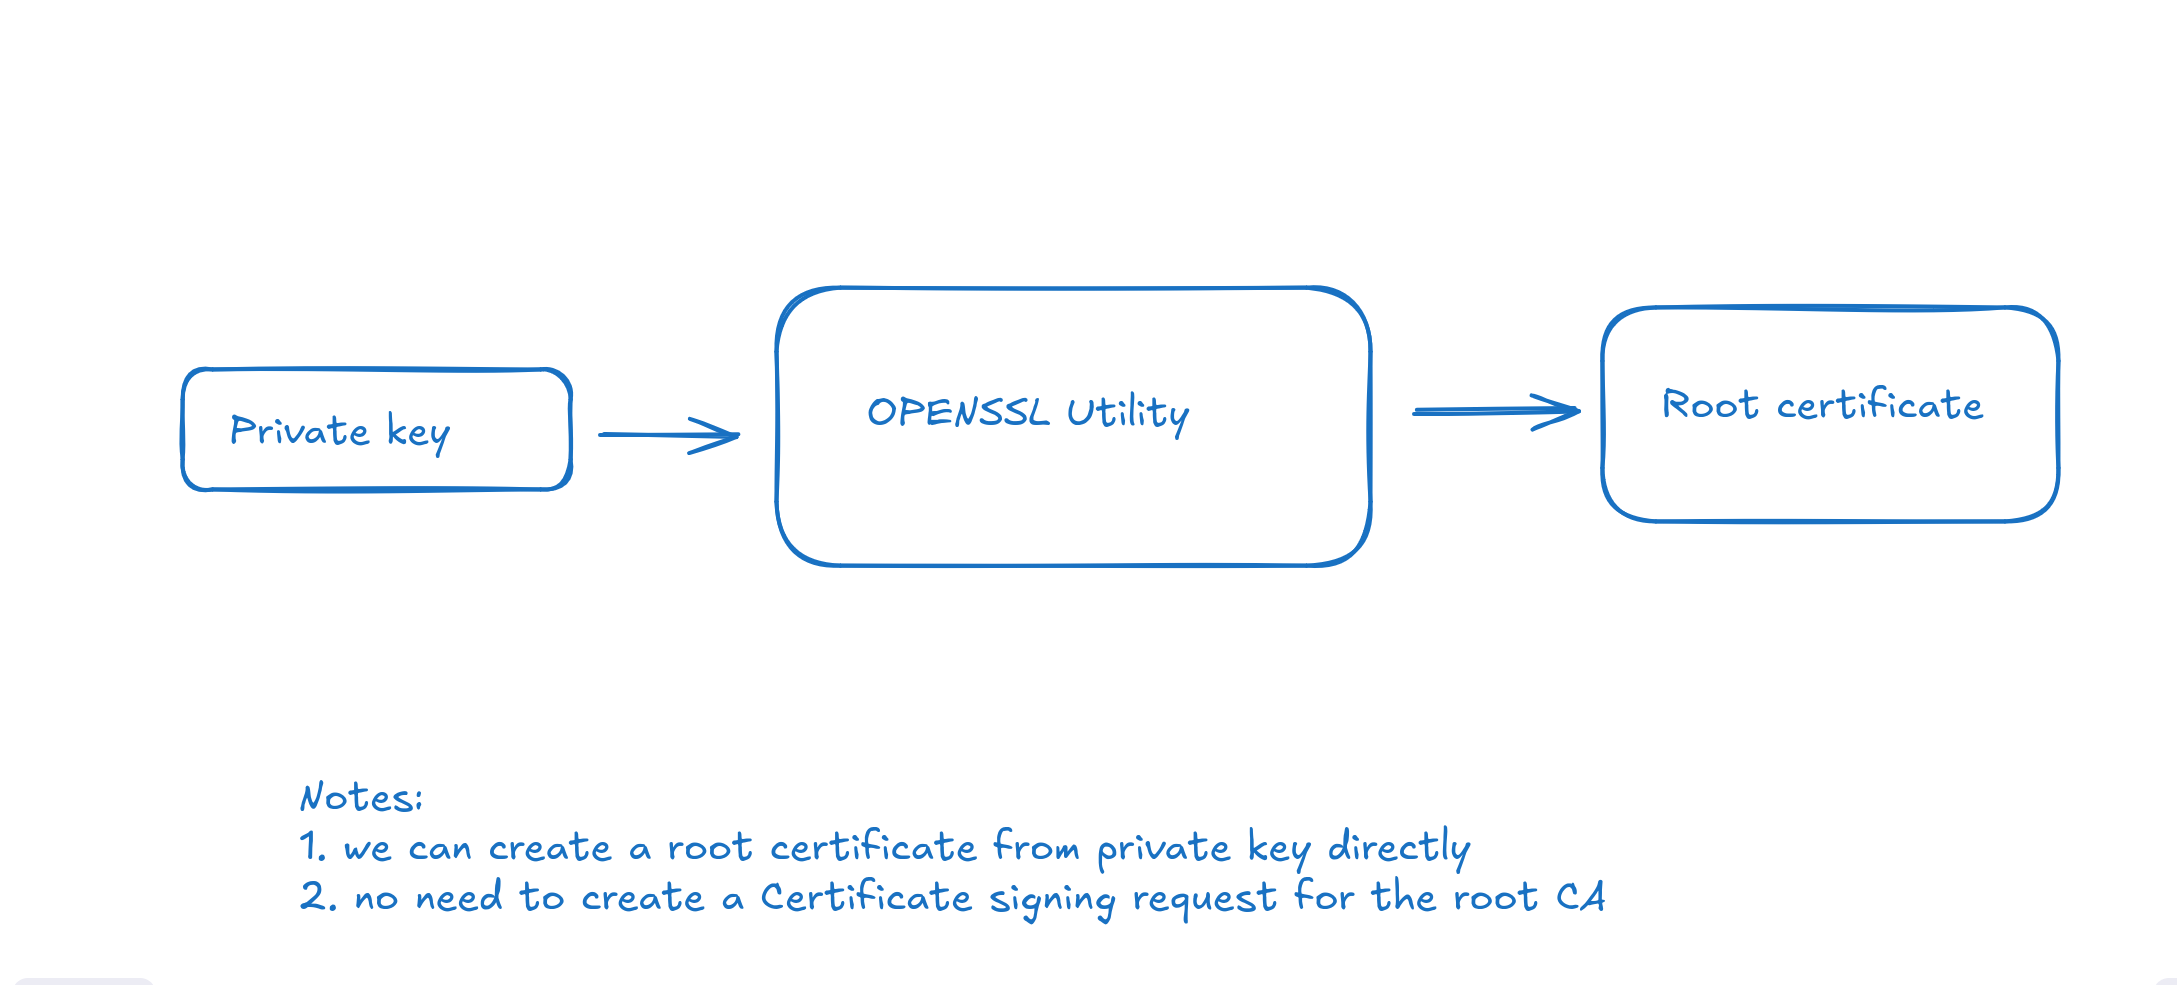 Private key
OPENSSL Utility
Root certificate
Notes:
1. we can create a root certificate from private key directly
2. no need to create a Certificate signing request for the root CA